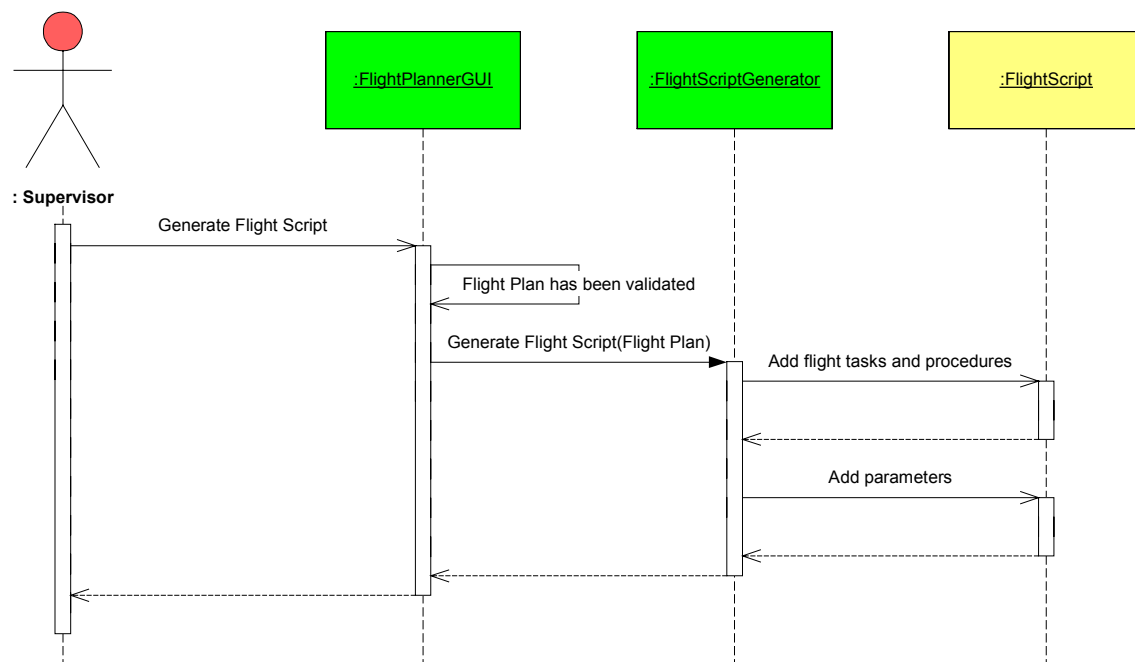 :FlightPlannerGUI
:FlightScriptGenerator
:FlightScript
: Supervisor
Generate Flight Script
Flight Plan has been validated
Generate Flight Script(Flight Plan)
Add flight tasks and procedures
Add parameters